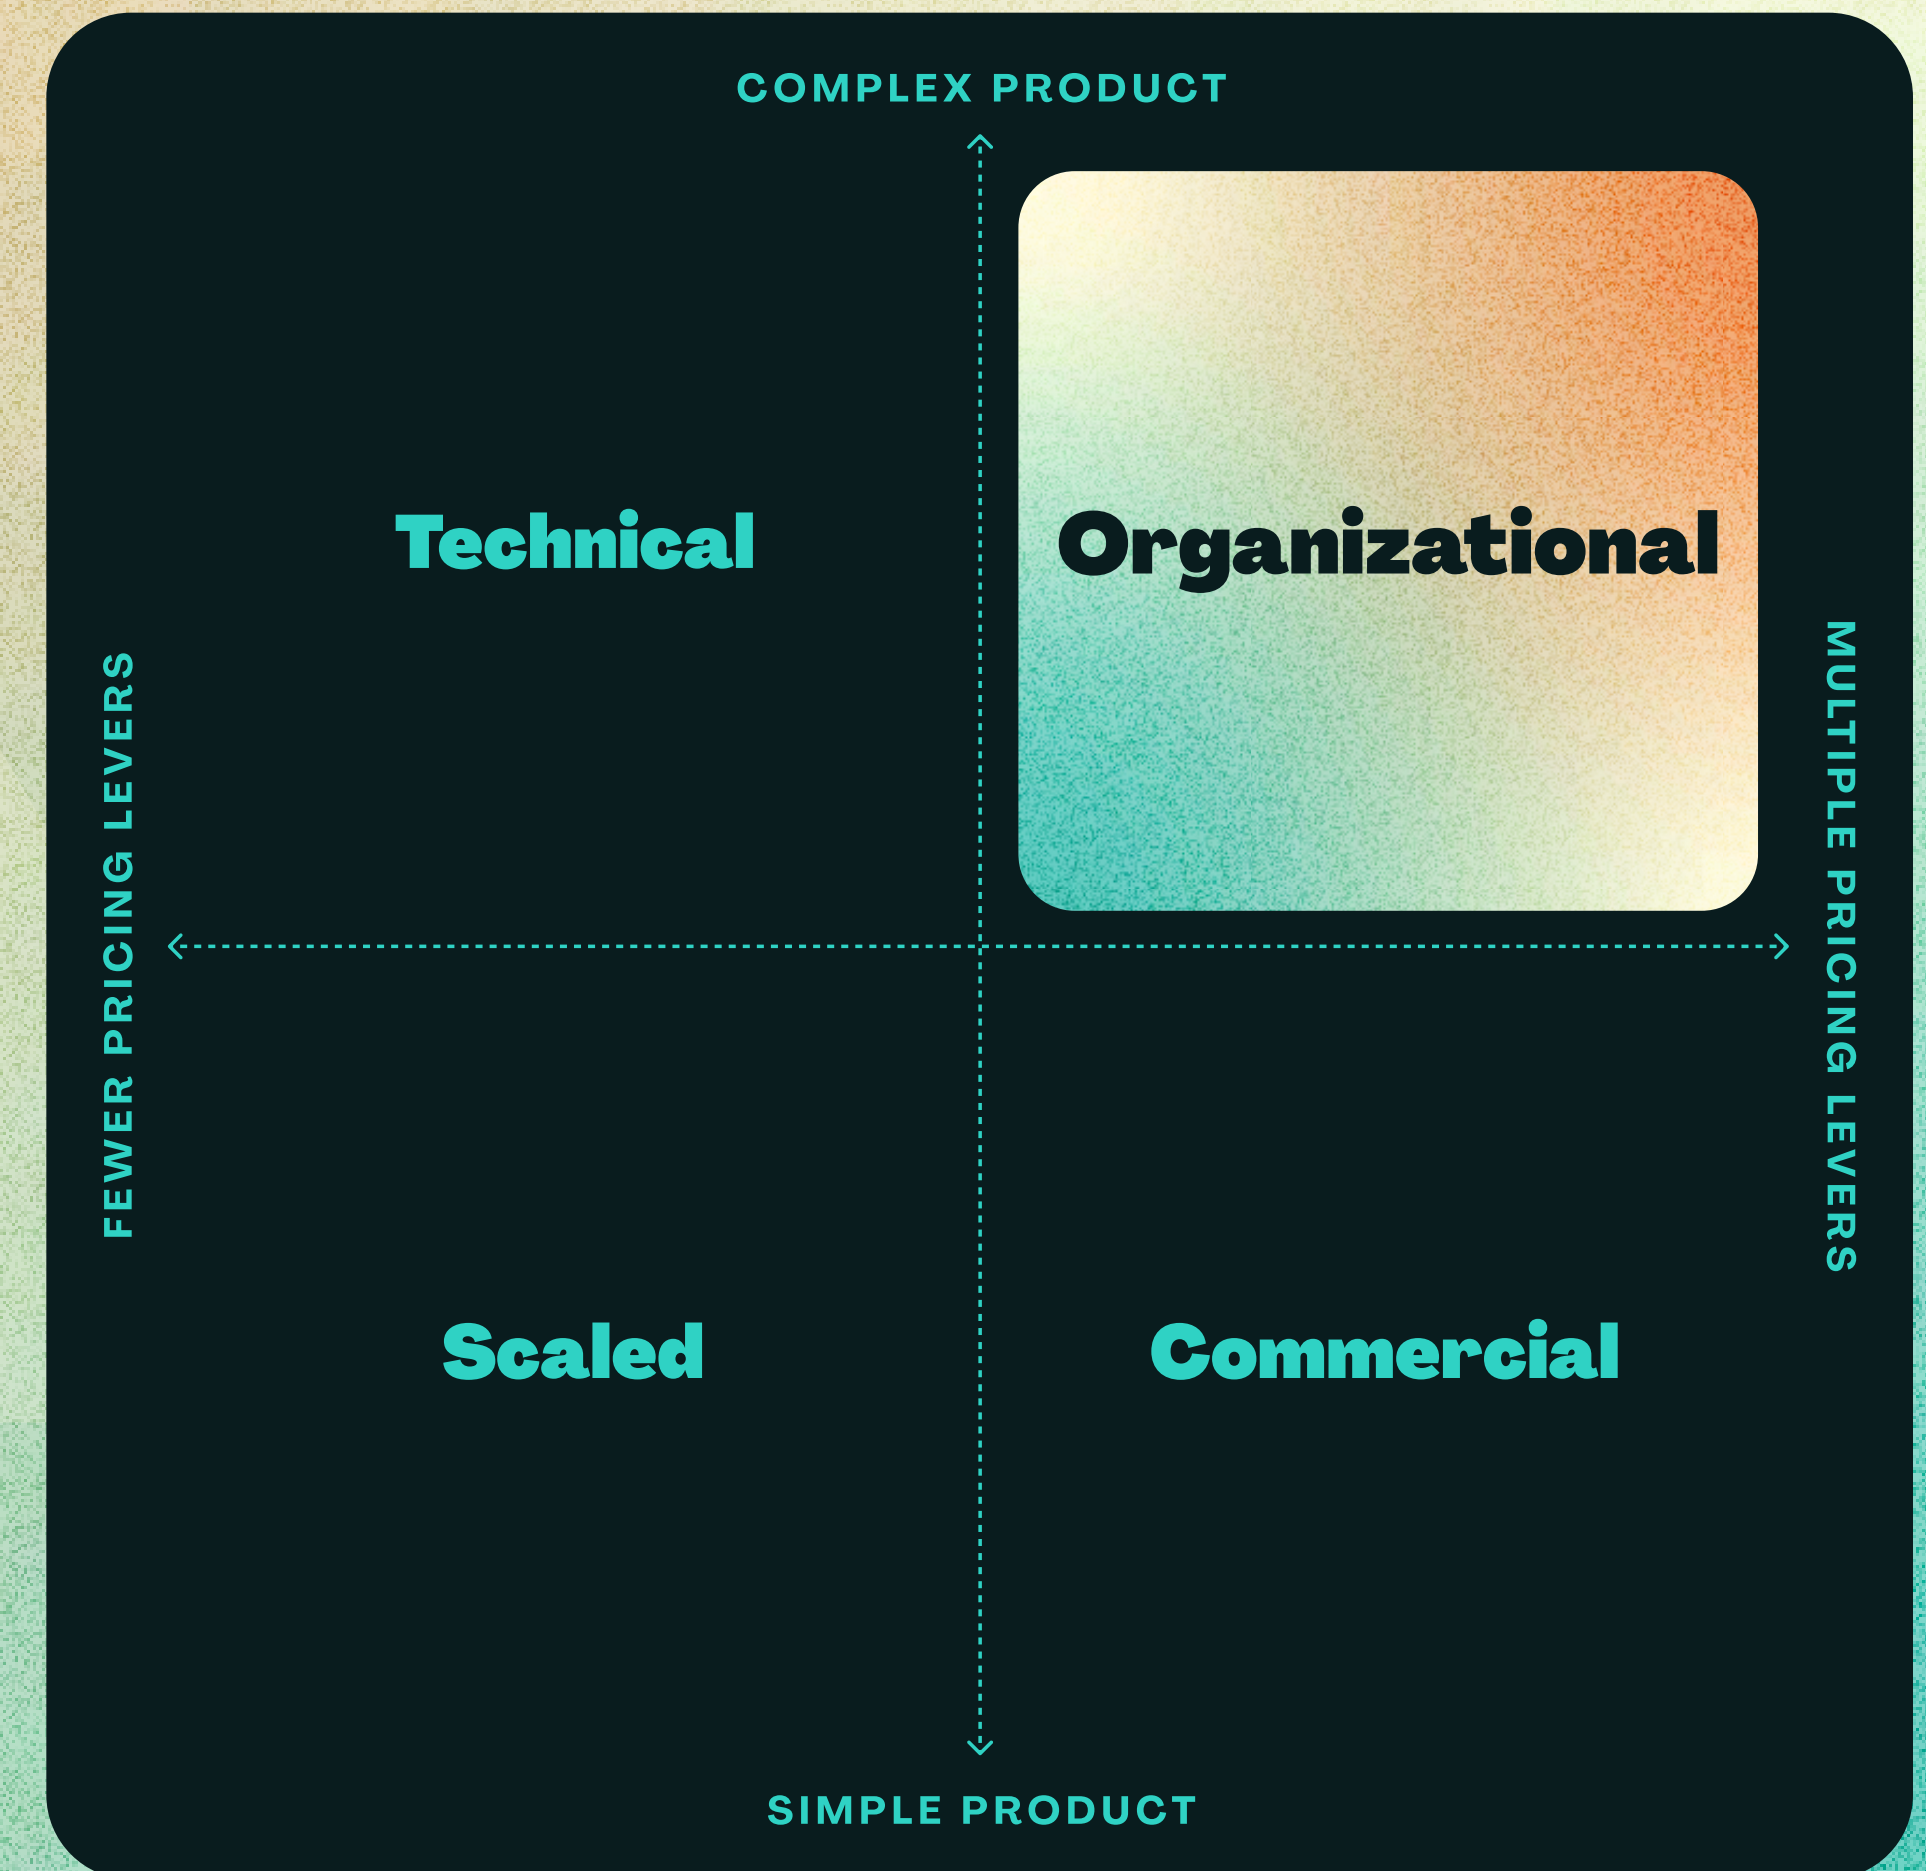 COMPLEX PRODUCT
Technical
Organizational
FEWER PRICING LEVERS
MULTIPLE PRICING LEVERS
Scaled
Commercial
SIMPLE PRODUCT